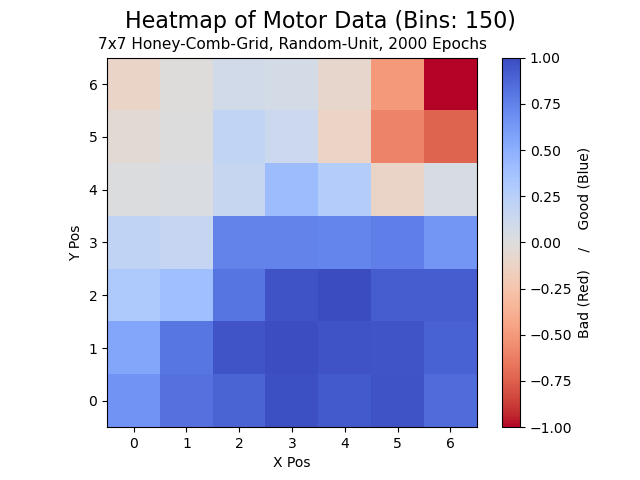 Heatmap of Motor Data (Bins: 150)
7x7 Honey-Comb-Grid, Random-Unit, 2000 Epochs
6
5
4
3
2
1
0
Y Pos
0 1 2 3 4 5 6
X Pos
1.00
0.75
0.50
0.25
0.00
−0.25
−0.50
−0.75
−1.00
Bad (Red) / Good (Blue)